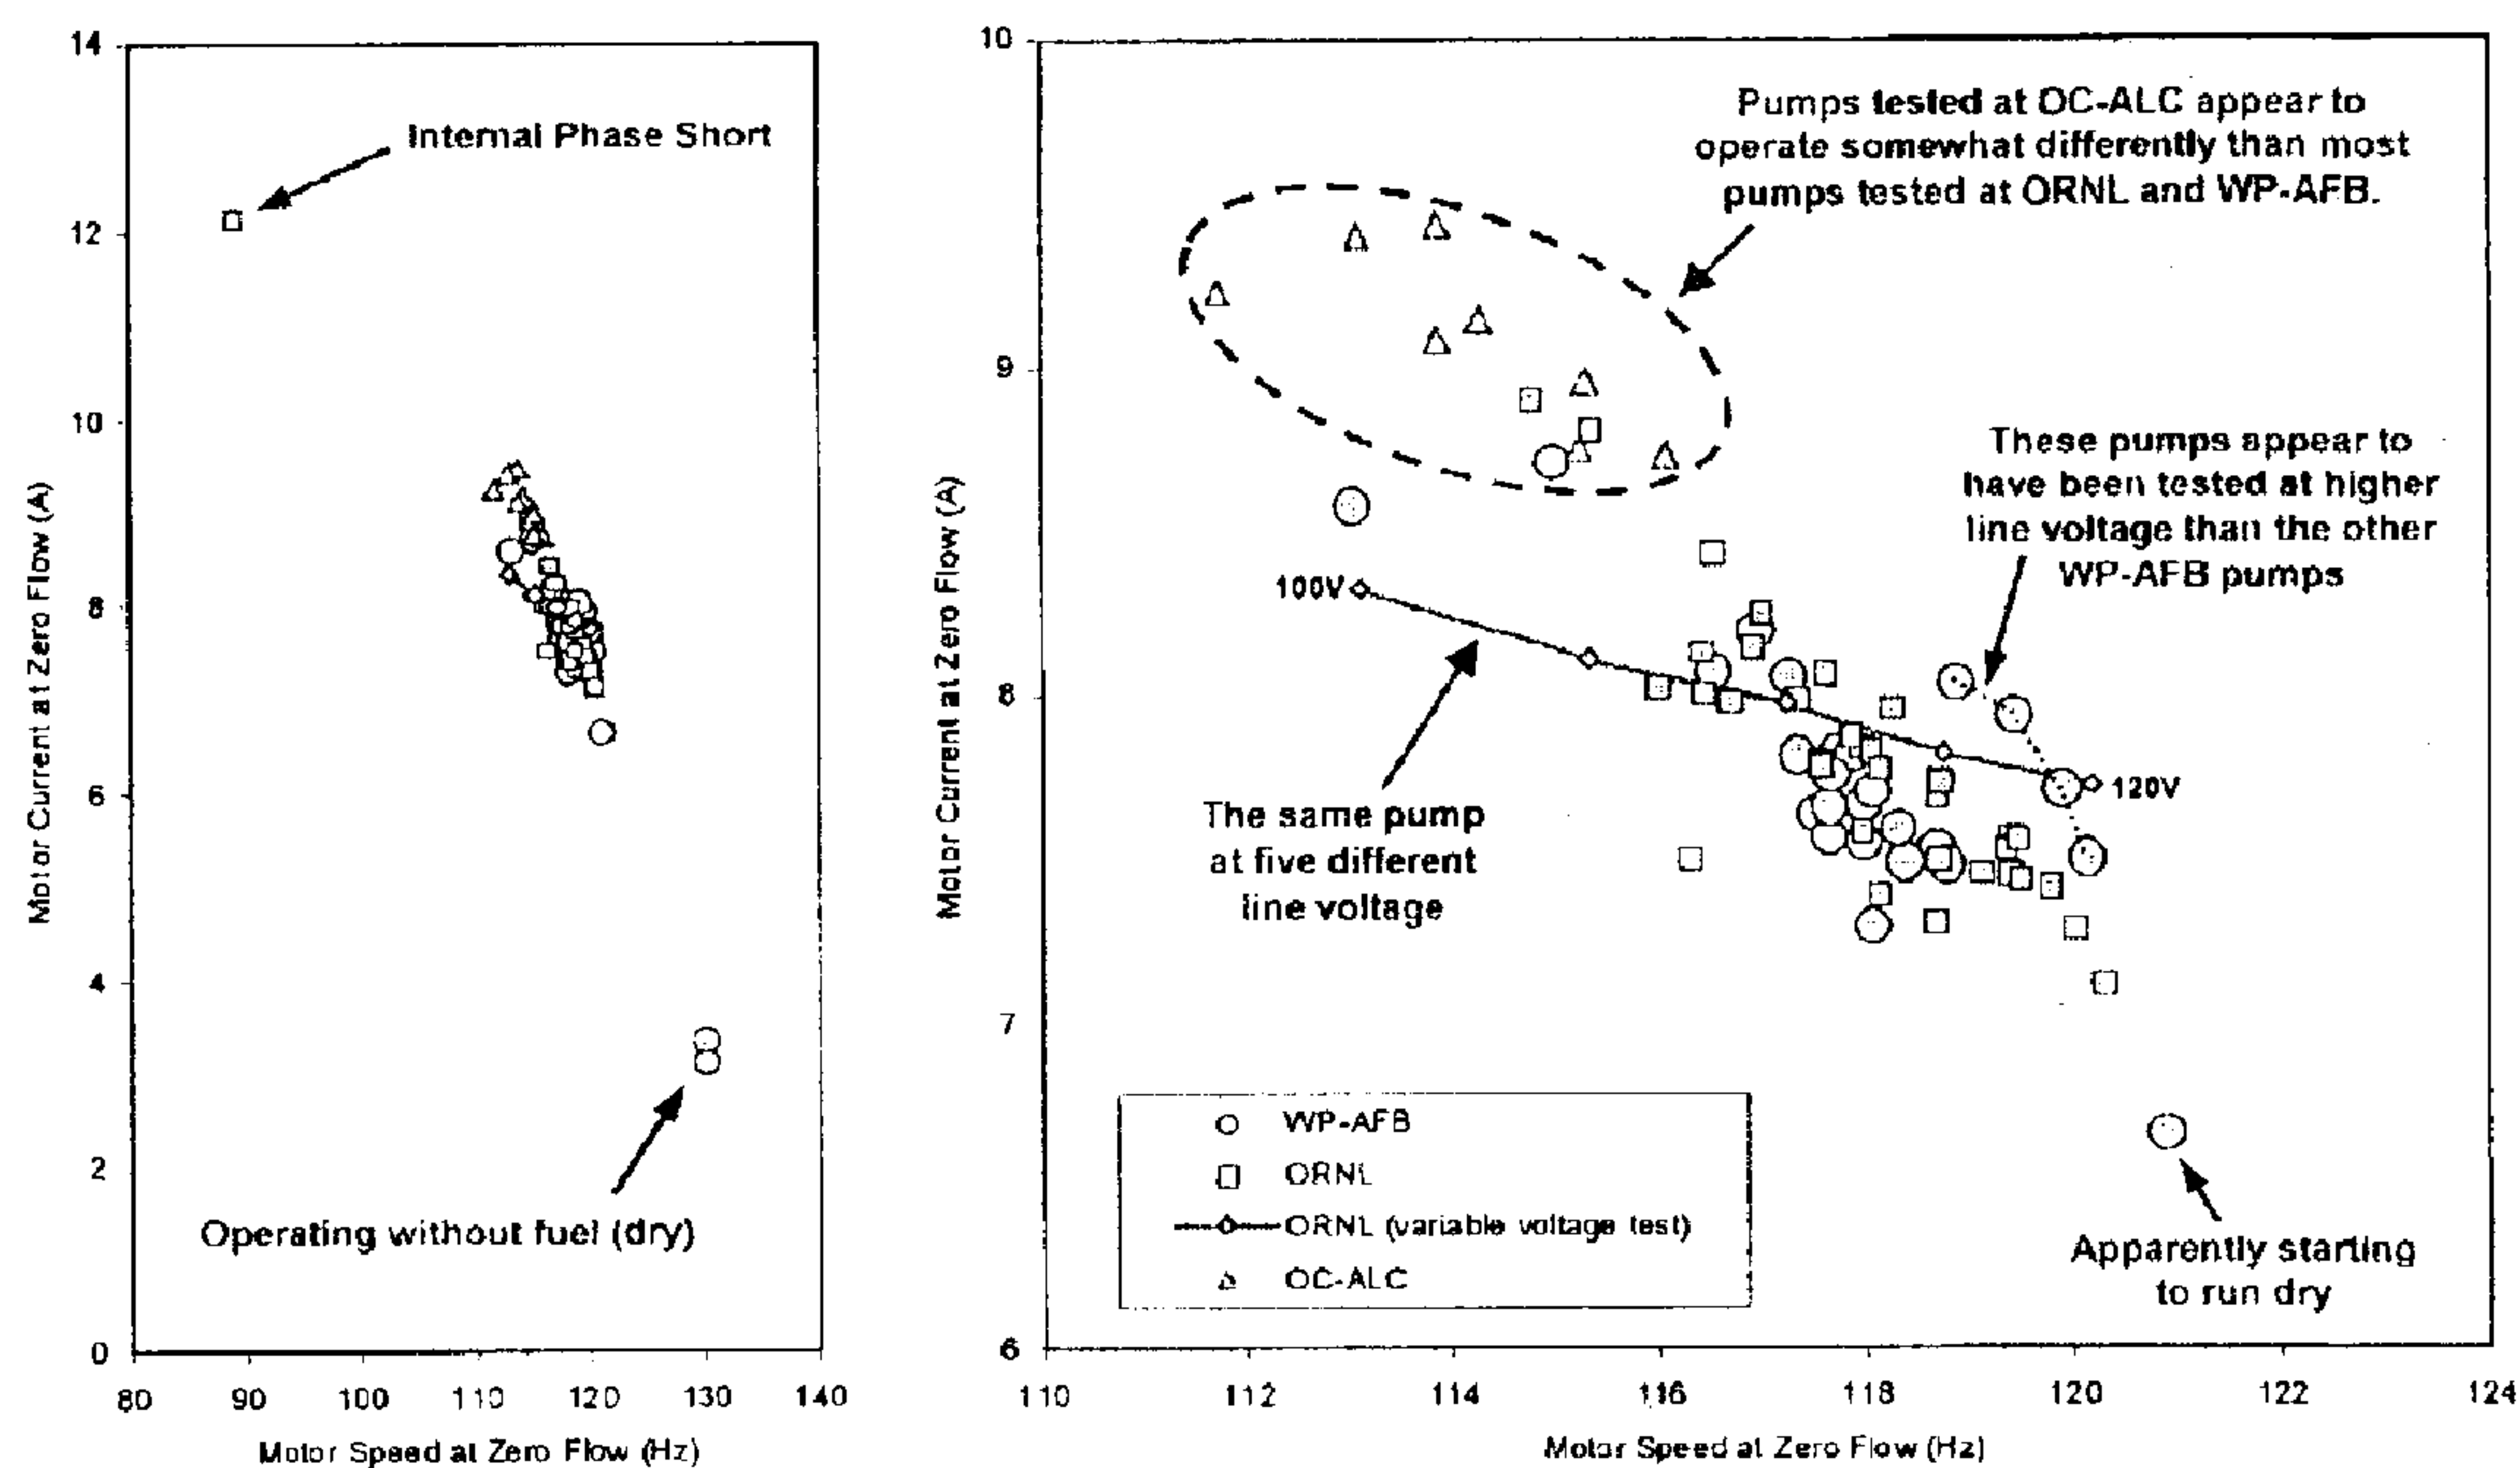 14
12
10
8
6
4
2
0
Motor Current at Zero Flow (A)
Internal Phase Short
Operating without fuel (dry)
80 90 100 110 120 130 140
Motor Speed at Zero Flow (Hz)
10
9
8
7
6
Motor Current at Zero Flow (A)
Pumps tested at OC-ALC appear to
operate somewhat differently than most
pumps tested at ORNL and WP-AFB.
These pumps appear to
have been tested at higher
line voltage than the other
WP-AFB pumps
100V
120V
The same pump
at five different
line voltage
WP-AFB
ORNL
ORNL (variable voltage test)
OC-ALC
Apparently starting
to run dry
110 112 114 116 118 120 122 124
Motor Speed at Zero Flow (Hz)